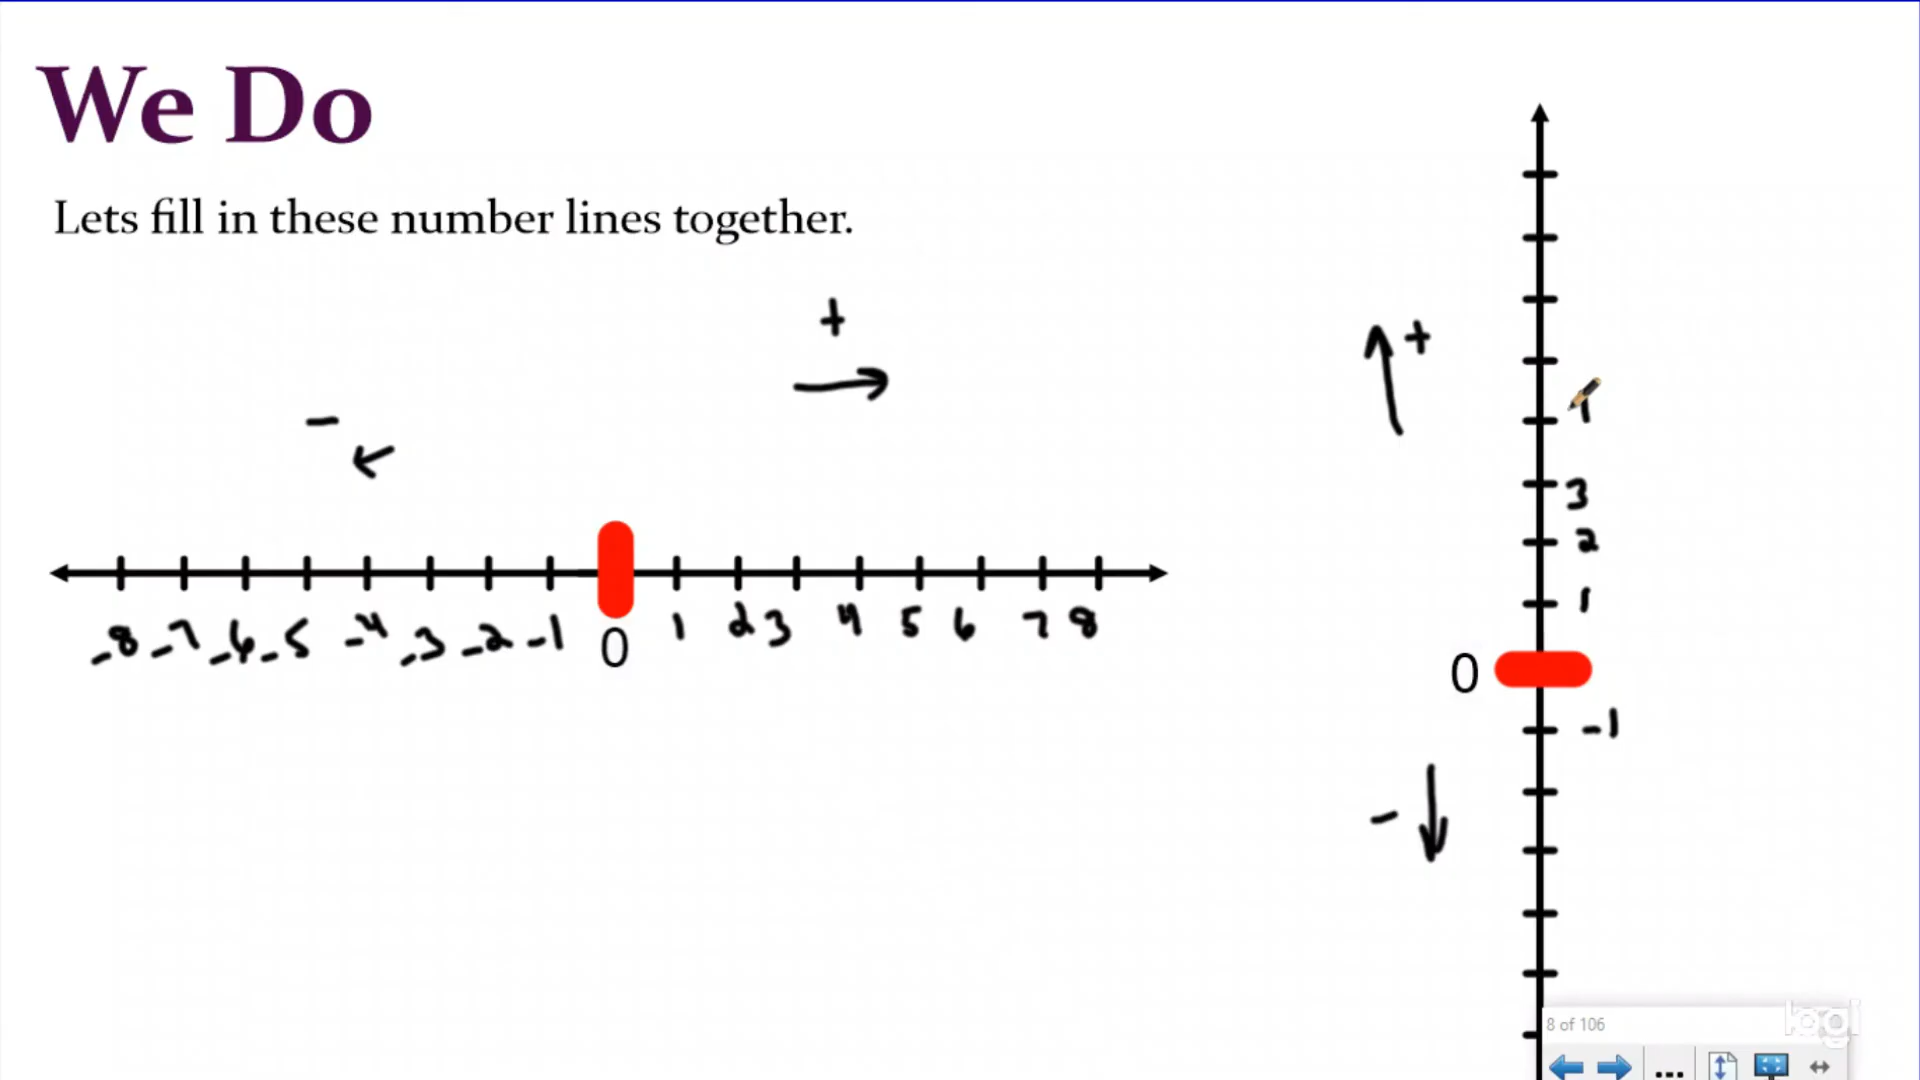 We Do
Lets fill in these number lines together.
+
-
-8 -7 -6 -5 -4 -3 -2 -1 0 1 2 3 4 5 6 7 8
+
3
2
1
0
-1
-
8 of 106
logi
...